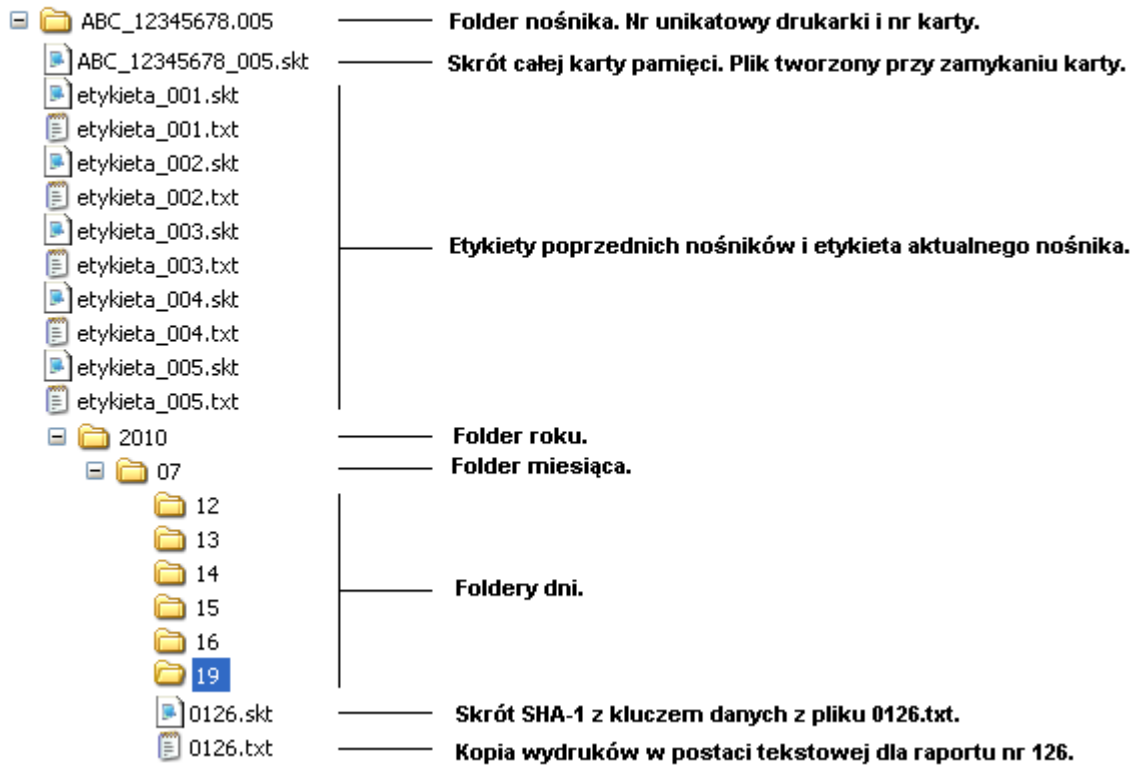 ABC_12345678.005 Folder nośnika. Nr unikatowy drukarki i nr karty.
ABC_12345678_005.skt Skrót całej karty pamięci. Plik tworzony przy zamykaniu karty.
etykieta_001.skt
etykieta_001.txt
etykieta_002.skt
etykieta_002.txt
etykieta_003.skt
Etykiety poprzednich nośników i etykieta aktualnego nośnika.
etykieta_003.txt
etykieta_004.skt
etykieta_004.txt
etykieta_005.skt
etykieta_005.txt
2010 Folder roku.
07 Folder miesiąca.
12
13
14
Foldery dni.
15
16
19
0126.skt Skrót SHA-1 z kluczem danych z pliku 0126.txt.
0126.txt Kopia wydruków w postaci tekstowej dla raportu nr 126.